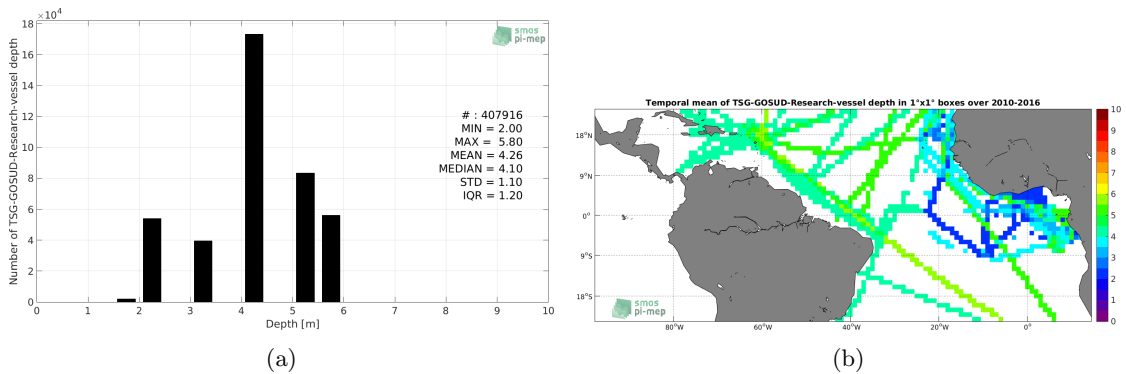 ×10⁴
18
16
14
12
10
8
6
4
2
0
Number of TSG-GOSUD-Research-vessel depth
smos
pi-mep
# : 407916
MIN = 2.00
MAX = 5.80
MEAN = 4.26
MEDIAN = 4.10
STD = 1.10
IQR = 1.20
0 1 2 3 4 5 6 7 8 9 10
Depth [m]
(a)
Temporal mean of TSG-GOSUD-Research-vessel depth in 1°x1° boxes over 2010-2016
18°N
9°N
0°
9°S
18°S
smos
pi-mep
80°W 60°W 40°W 20°W 0°
10
9
8
7
6
5
4
3
2
1
0
(b)